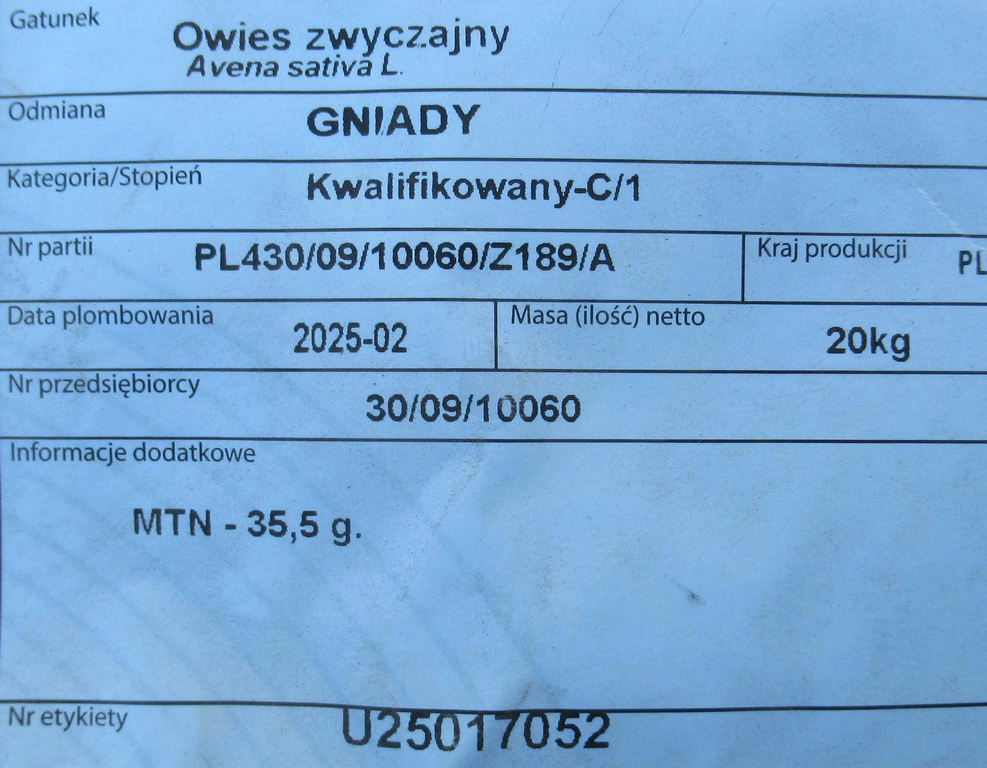 Gatunek
Owies zwyczajny
Avena sativa L.
Odmiana
GNIADY
Kategoria/Stopień
Kwalifikowany-C/1
Nr partii
PL430/09/10060/Z189/A
Kraj produkcji
PL
Data plombowania
2025-02
Masa (ilość) netto
20kg
Nr przedsiębiorcy
30/09/10060
Informacje dodatkowe
MTN - 35,5 g.
Nr etykiety
U25017052